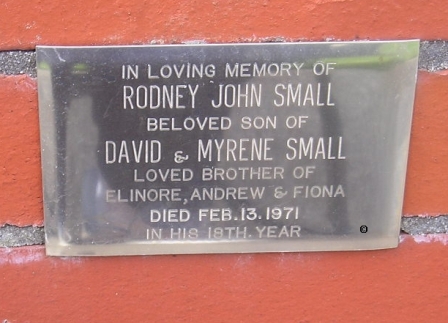 IN LOVING MEMORY OF
RODNEY JOHN SMALL
BELOVED SON OF
DAVID & MYRENE SMALL
LOVED BROTHER OF
ELINORE, ANDREW & FIONA
DIED FEB. 13. 1971
IN HIS 19TH. YEAR